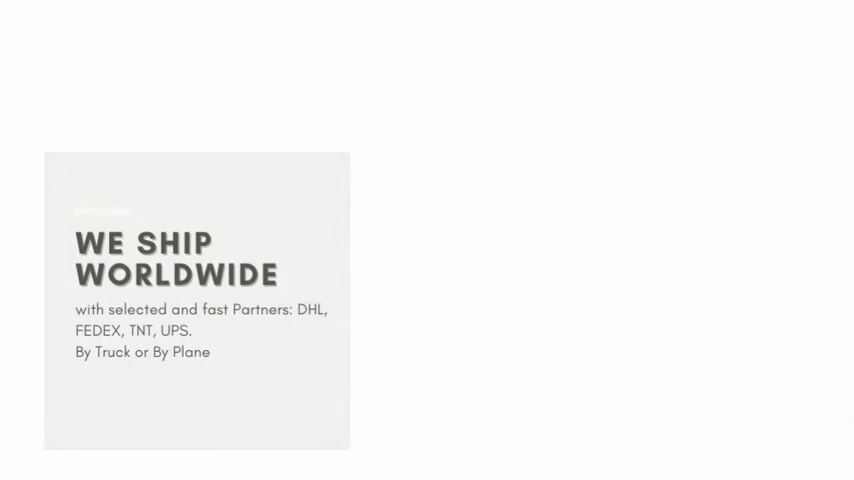 WE SHIP
WORLDWIDE
with selected and fast Partners: DHL,
FEDEX, TNT, UPS.
By Truck or By Plane